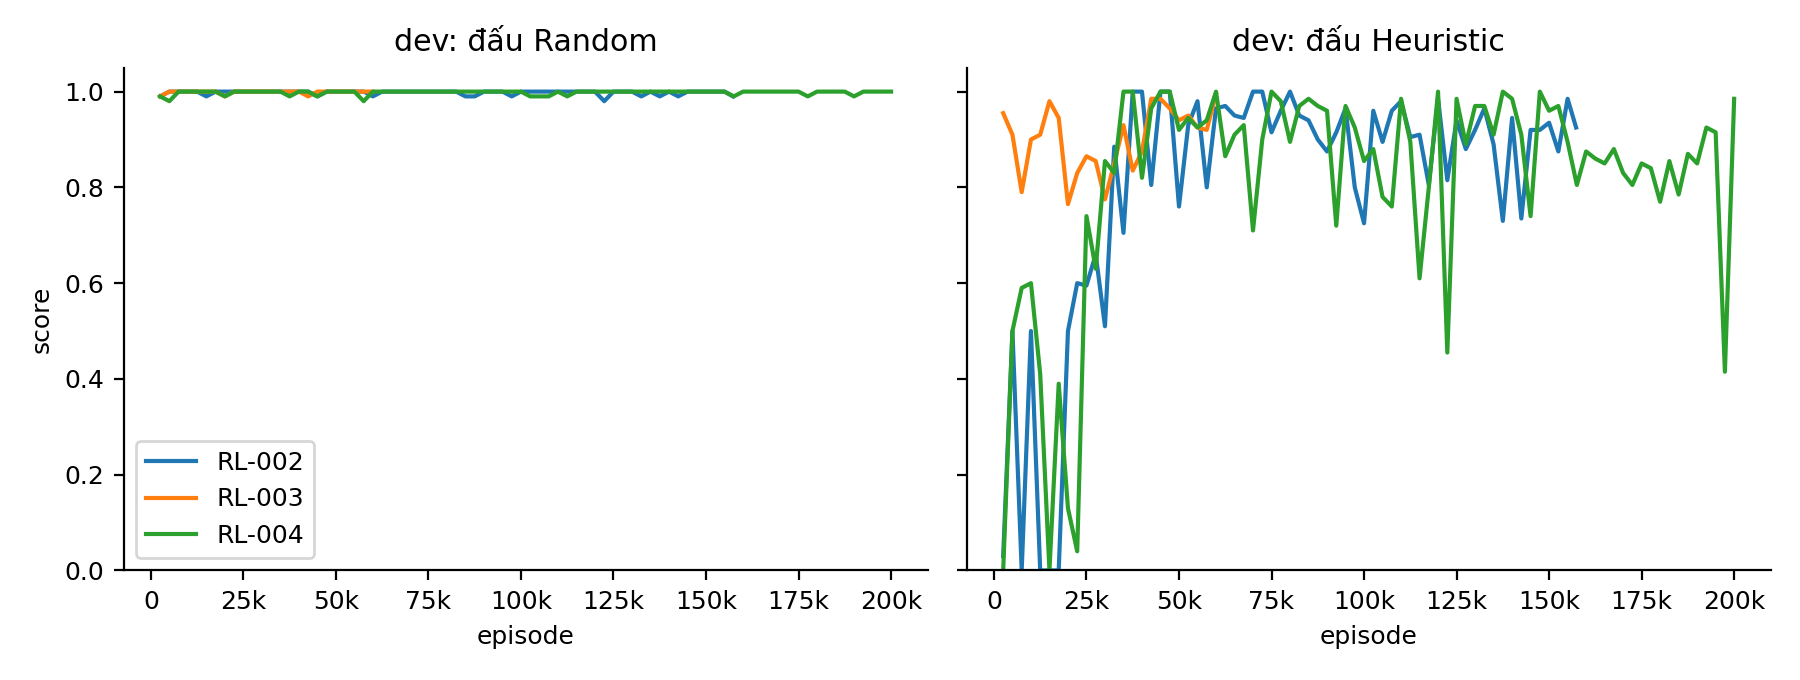 dev: đấu Random
score
1.0
0.8
0.6
0.4
0.2
0.0
RL-002
RL-003
RL-004
0 25k 50k 75k 100k 125k 150k 175k 200k
episode
dev: đấu Heuristic
0 25k 50k 75k 100k 125k 150k 175k 200k
episode